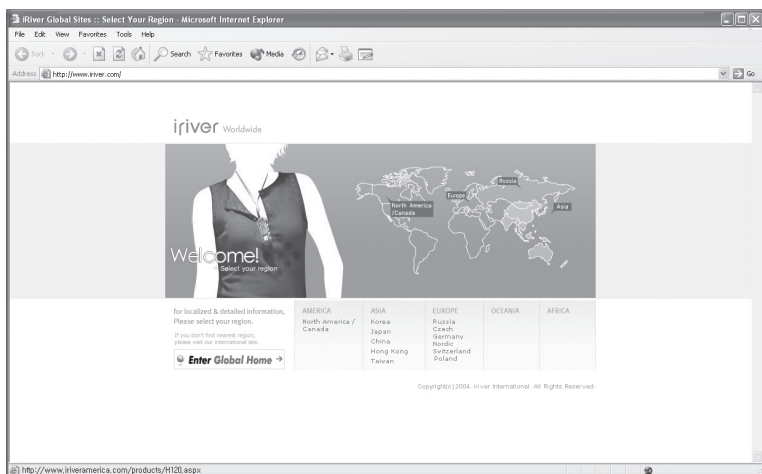 iRiver Global Sites :: Select Your Region - Microsoft Internet Explorer
File Edit View Favorites Tools Help
Back Search Favorites Media
Address http://www.iriver.com/ Go
iriver Worldwide
Russia
Europe
North America
/Canada
Asia
Welcome!
Select your region
for localized & detailed information,
Please select your region.
If you don't find nearest region,
please visit our international site.
Enter Global Home
AMERICA
North America /
Canada
ASIA
Korea
Japan
China
Hong Kong
Taiwan
EUROPE
Russia
Czech
Germany
Nordic
Switzerland
Poland
OCEANIA
AFRICA
Copyright(c)2004. iriver International. All Rights Reserved.
http://www.iriveramerica.com/products/H120.aspx